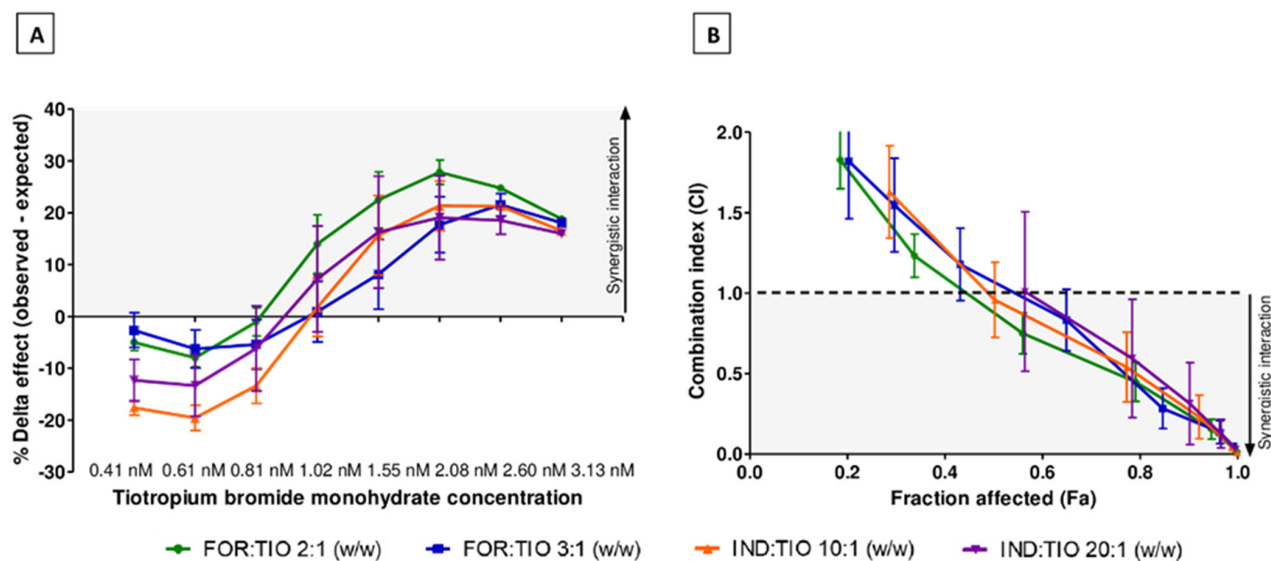 A
% Delta effect (observed - expected)
40
30
20
10
0
-10
-20
-30
0.41 nM 0.61 nM 0.81 nM 1.02 nM 1.55 nM 2.08 nM 2.60 nM 3.13 nM
Tiotropium bromide monohydrate concentration
Synergistic interaction
B
Combination index (CI)
2.0
1.5
1.0
0.5
0.0
0.0 0.2 0.4 0.6 0.8 1.0
Fraction affected (Fa)
Synergistic interaction
FOR:TIO 2:1 (w/w) FOR:TIO 3:1 (w/w) IND:TIO 10:1 (w/w) IND:TIO 20:1 (w/w)